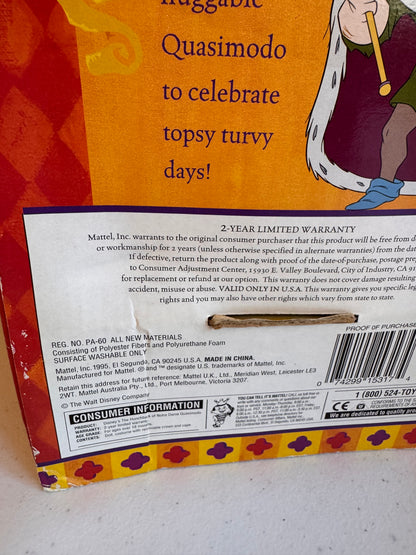 huggable
Quasimodo
to celebrate
topsy turvy
days!
2-YEAR LIMITED WARRANTY
Mattel, Inc. warrants to the original consumer purchaser that this product will be free from
or workmanship for 2 years (unless otherwise specified in alternate warranties) from the dat
If defective, return the product along with proof of the date-of-purchase, postage prep
to Consumer Adjustment Center, 15930 E. Valley Boulevard, City of Industry, CA 91
for replacement or refund at our option. This warranty does not cover damage resulting
accident, misuse or abuse. VALID ONLY IN U.S.A. This warranty gives you specific leg
rights and you may also have other rights which vary from state to state.
PROOF OF PURCHASE
REG. NO. PA-60 ALL NEW MATERIALS
Consisting of Polyester Fibers and Polyurethane Foam
SURFACE WASHABLE ONLY
Mattel, Inc. 1995, El Segundo, CA 90245 U.S.A. MADE IN CHINA.
Manufactured for Mattel. ® and ™ designate U.S. trademarks of Mattel, Inc.
Retain this address for future reference: Mattel U.K., Ltd., Meridian West, Leicester LE3
2WT. Mattel Australia Pty., Ltd., Port Melbourne, Victoria 3207.
© The Walt Disney Company
0 74299 15317 4
CONSUMER INFORMATION
YOU CAN TELL IT'S MATTEL!
1 (800) 524-TOY
CE
We are dedicated to quality